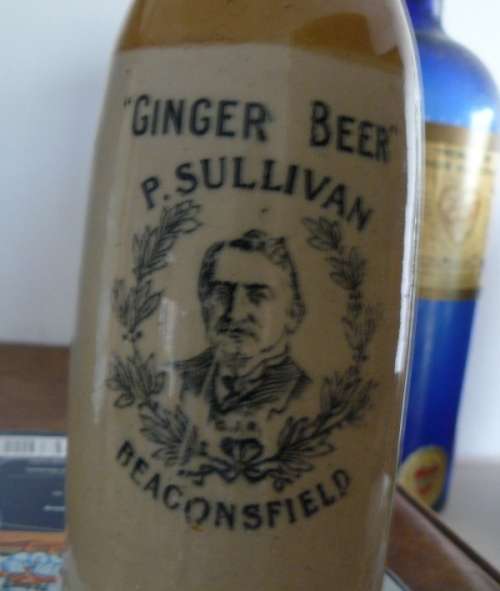 "GINGER BEER"
P. SULLIVAN
C.J.R.
BEACONSFIELD